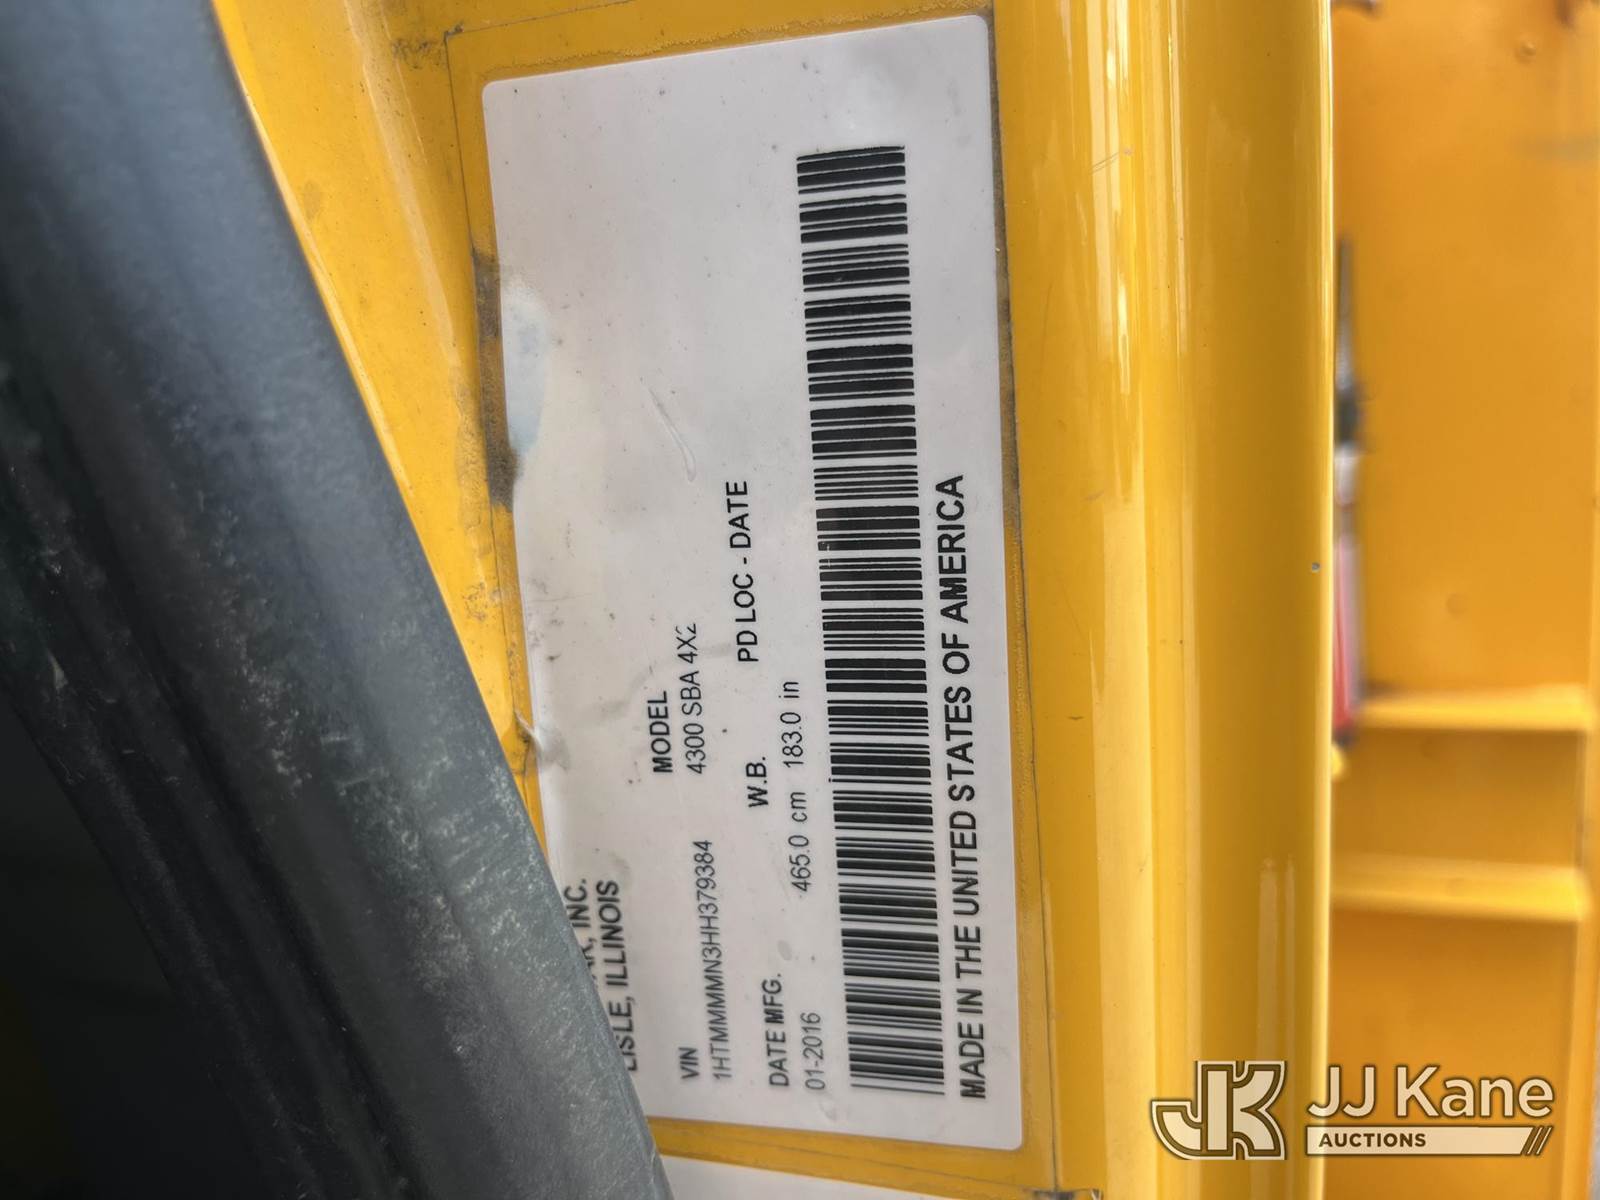 INC.
LISLE, ILLINOIS
VIN MODEL
1HTMMMMN3HH379384 4300 SBA 4X2
DATE MFG. W.B. PD LOC - DATE
01-2016 465.0 cm 183.0 in
MADE IN THE UNITED STATES OF AMERICA
JK JJ Kane
AUCTIONS